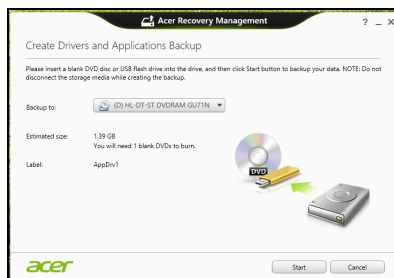 Acer Recovery Management
? _ X
Create Drivers and Applications Backup
Please insert a blank DVD disc or USB flash drive into the drive, and then click Start button to backup your data. NOTE: Do not
disconnect the storage media while creating the backup.
Backup to: (D) HL-DT-ST DVDRAM GU71N
Estimated size: 1.39 GB
You will need 1 blank DVDs to burn.
Label: AppDrv1
DVD
acer
Start Cancel